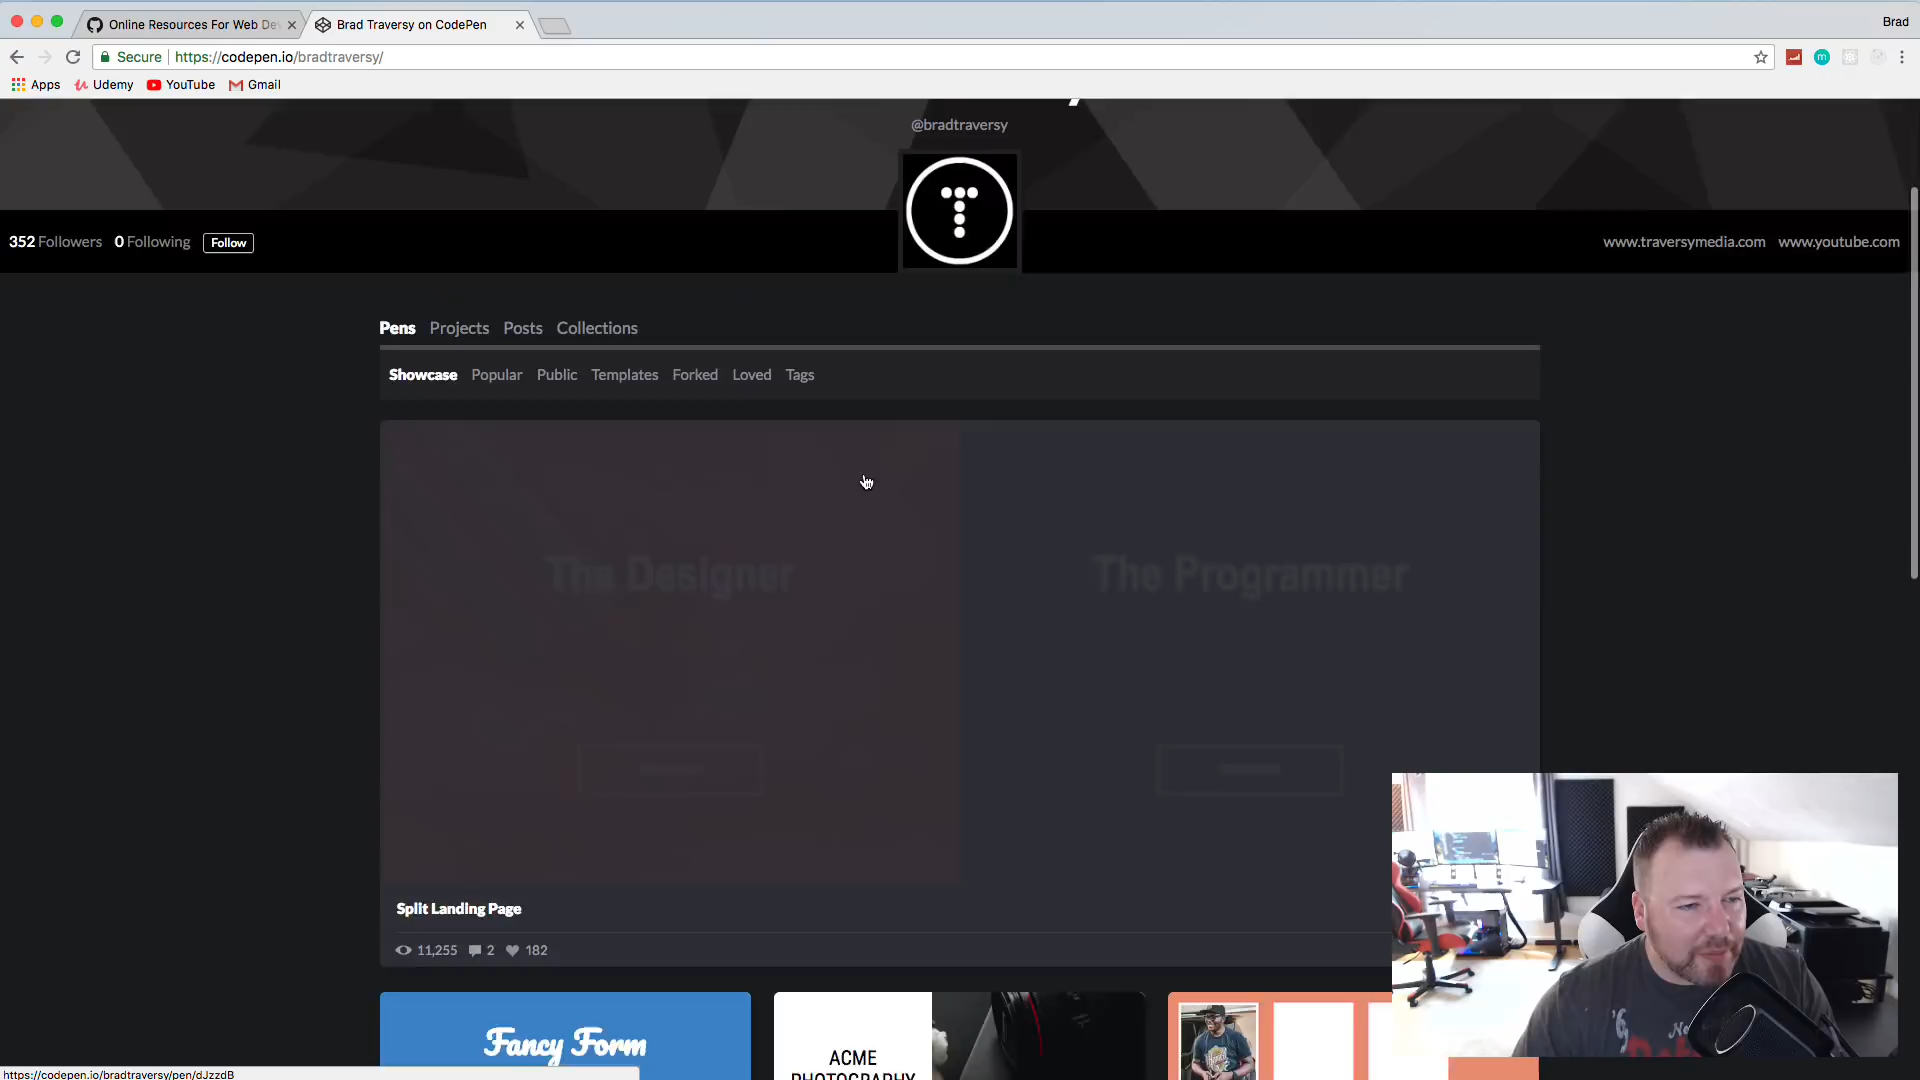 Online Resources For Web De
Brad Traversy on CodePen
Brad
Secure
https://codepen.io/bradtraversy/
Apps
Udemy
YouTube
Gmail
@bradtraversy
352 Followers 0 Following Follow
www.traversymedia.com www.youtube.com
Pens Projects Posts Collections
Showcase Popular Public Templates Forked Loved Tags
The Designer
The Programmer
Split Landing Page
11,255 2 182
Fancy Form
ACME
PHOTOGRAPHY
https://codepen.io/bradtraversy/pen/dJzzdB